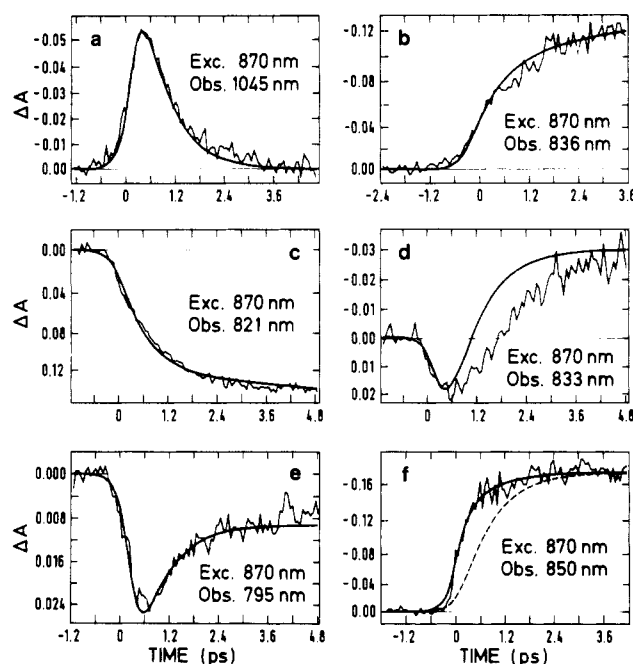 a
Exc. 870 nm
Obs. 1045 nm
ΔA
-0.05
-0.04
-0.03
-0.02
-0.01
0.00
-1.2 0 1.2 2.4 3.6
b
Exc. 870 nm
Obs. 836 nm
-0.12
-0.08
-0.04
0.00
-2.4 -1.2 0 1.2 2.4 3.6
c
Exc. 870 nm
Obs. 821 nm
ΔA
0.00
0.04
0.08
0.12
0 1.2 2.4 3.6 4.8
d
Exc. 870 nm
Obs. 833 nm
-0.03
-0.02
-0.01
0.00
0.01
0.02
0 1.2 2.4 3.6 4.8
e
Exc. 870 nm
Obs. 795 nm
ΔA
0.000
0.008
0.016
0.024
-1.2 0 1.2 2.4 3.6 4.8
TIME (ps)
f
Exc. 870 nm
Obs. 850 nm
-0.16
-0.12
-0.08
-0.04
0.00
-1.2 0 1.2 2.4 3.6
TIME (ps)